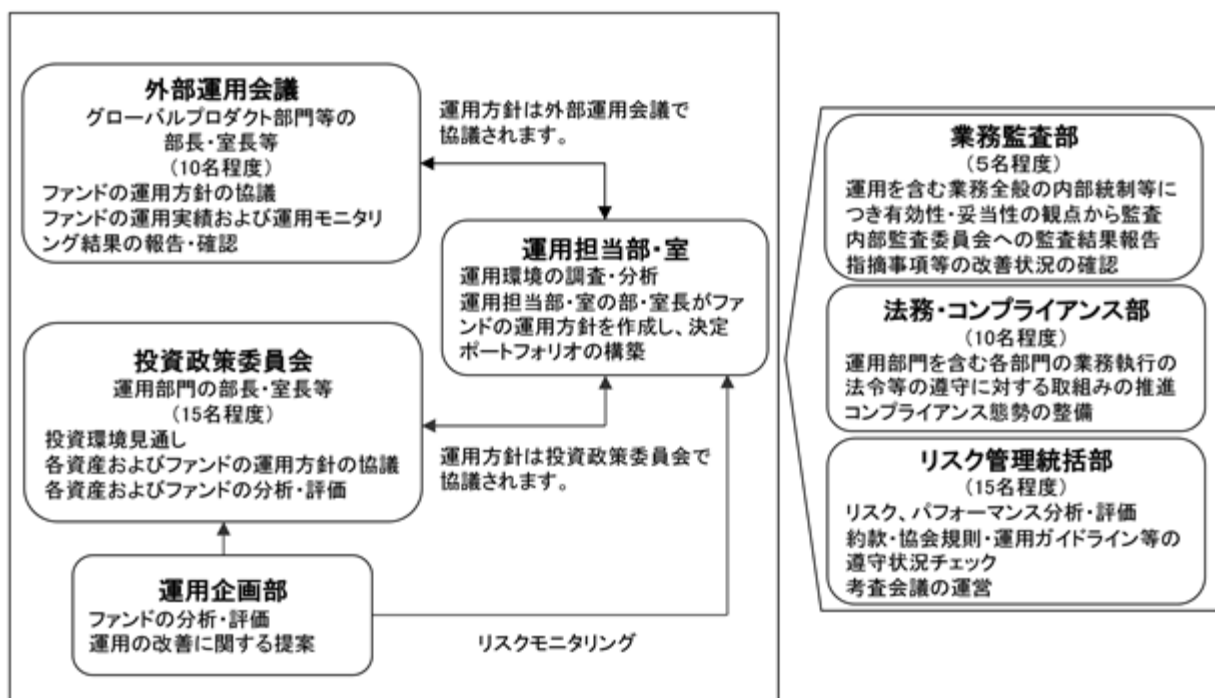 外部運用会議
グローバルプロダクト部門等の
部長・室長等
(10名程度)
ファンドの運用方針の協議
ファンドの運用実績および運用モニタリ
ング結果の報告・確認
運用方針は外部運用会議で
協議されます。
運用担当部・室
運用環境の調査・分析
運用担当部・室の部・室長がファ
ンドの運用方針を作成し、決定
ポートフォリオの構築
投資政策委員会
運用部門の部長・室長等
(15名程度)
投資環境見通し
各資産およびファンドの運用方針の協議
各資産およびファンドの分析・評価
運用方針は投資政策委員会で
協議されます。
運用企画部
ファンドの分析・評価
運用の改善に関する提案
リスクモニタリング
業務監査部
(5名程度)
運用を含む業務全般の内部統制等に
つき有効性・妥当性の観点から監査
内部監査委員会への監査結果報告
指摘事項等の改善状況の確認
法務・コンプライアンス部
(10名程度)
運用部門を含む各部門の業務執行の
法令等の遵守に対する取組みの推進
コンプライアンス態勢の整備
リスク管理統括部
(15名程度)
リスク、パフォーマンス分析・評価
約款・協会規則・運用ガイドライン等の
遵守状況チェック
考査会議の運営